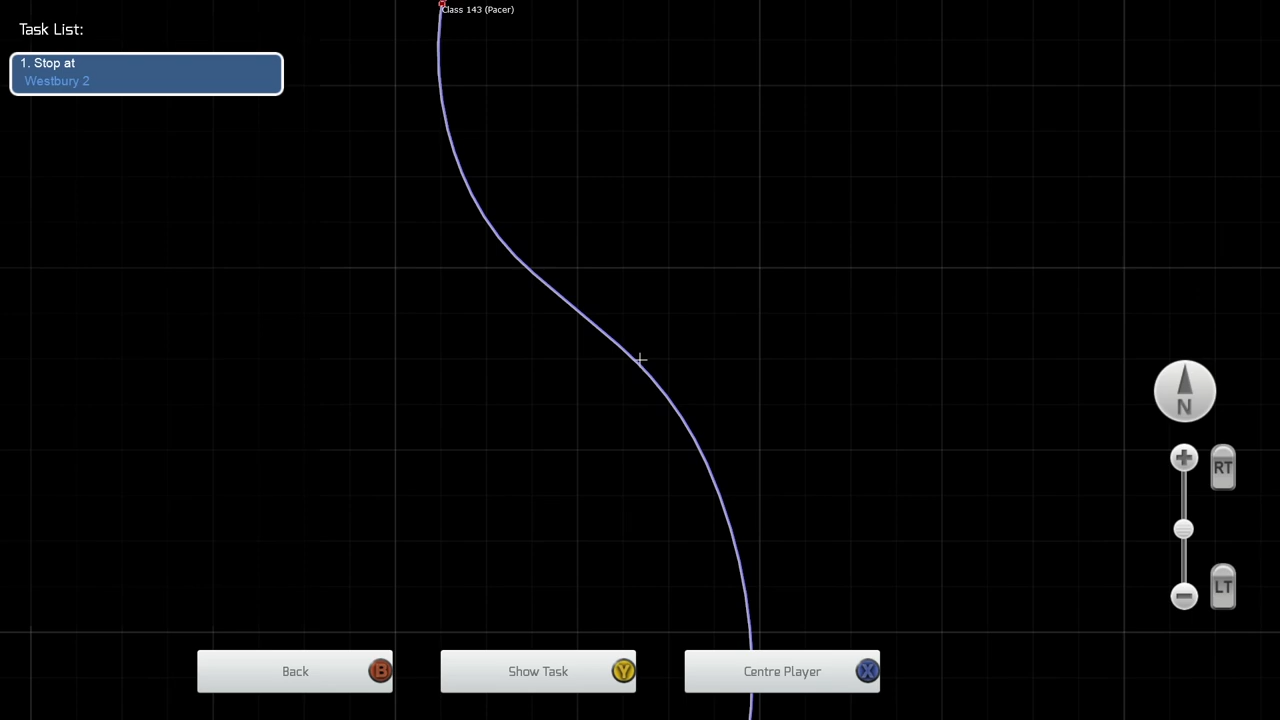 Class 143 (Pacer)
Task List:
1. Stop at
Westbury 2
N
RT
LT
Back B
Show Task Y
Centre Player X